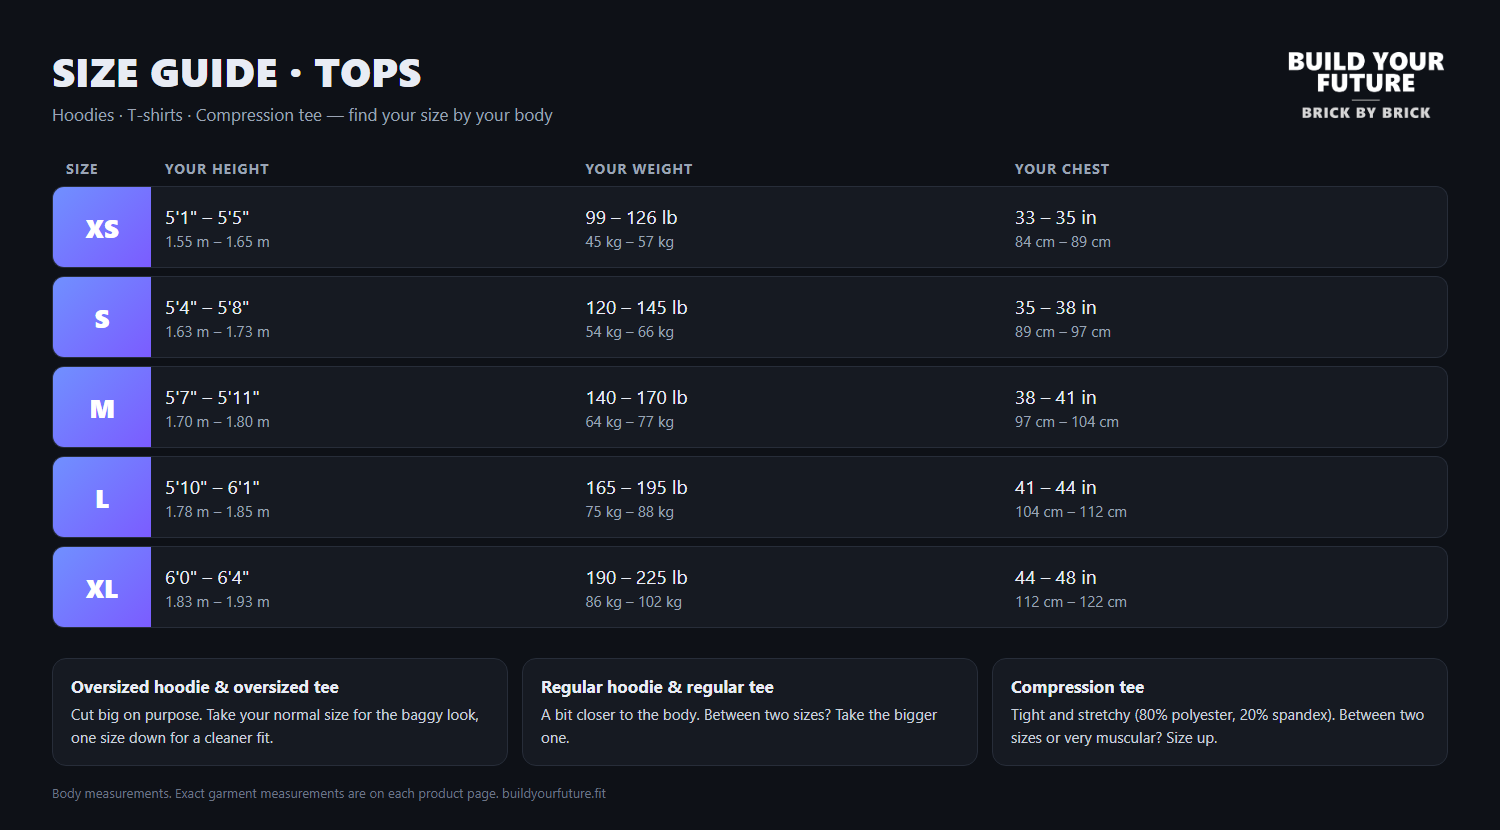 SIZE GUIDE · TOPS
Hoodies · T-shirts · Compression tee — find your size by your body
BUILD YOUR
FUTURE
BRICK BY BRICK
SIZE YOUR HEIGHT YOUR WEIGHT YOUR CHEST
XS
5'1" – 5'5" 99 – 126 lb 33 – 35 in
1.55 m – 1.65 m 45 kg – 57 kg 84 cm – 89 cm
S
5'4" – 5'8" 120 – 145 lb 35 – 38 in
1.63 m – 1.73 m 54 kg – 66 kg 89 cm – 97 cm
M
5'7" – 5'11" 140 – 170 lb 38 – 41 in
1.70 m – 1.80 m 64 kg – 77 kg 97 cm – 104 cm
L
5'10" – 6'1" 165 – 195 lb 41 – 44 in
1.78 m – 1.85 m 75 kg – 88 kg 104 cm – 112 cm
XL
6'0" – 6'4" 190 – 225 lb 44 – 48 in
1.83 m – 1.93 m 86 kg – 102 kg 112 cm – 122 cm
Oversized hoodie & oversized tee
Cut big on purpose. Take your normal size for the baggy look,
one size down for a cleaner fit.
Regular hoodie & regular tee
A bit closer to the body. Between two sizes? Take the bigger
one.
Compression tee
Tight and stretchy (80% polyester, 20% spandex). Between two
sizes or very muscular? Size up.
Body measurements. Exact garment measurements are on each product page. buildyourfuture.fit